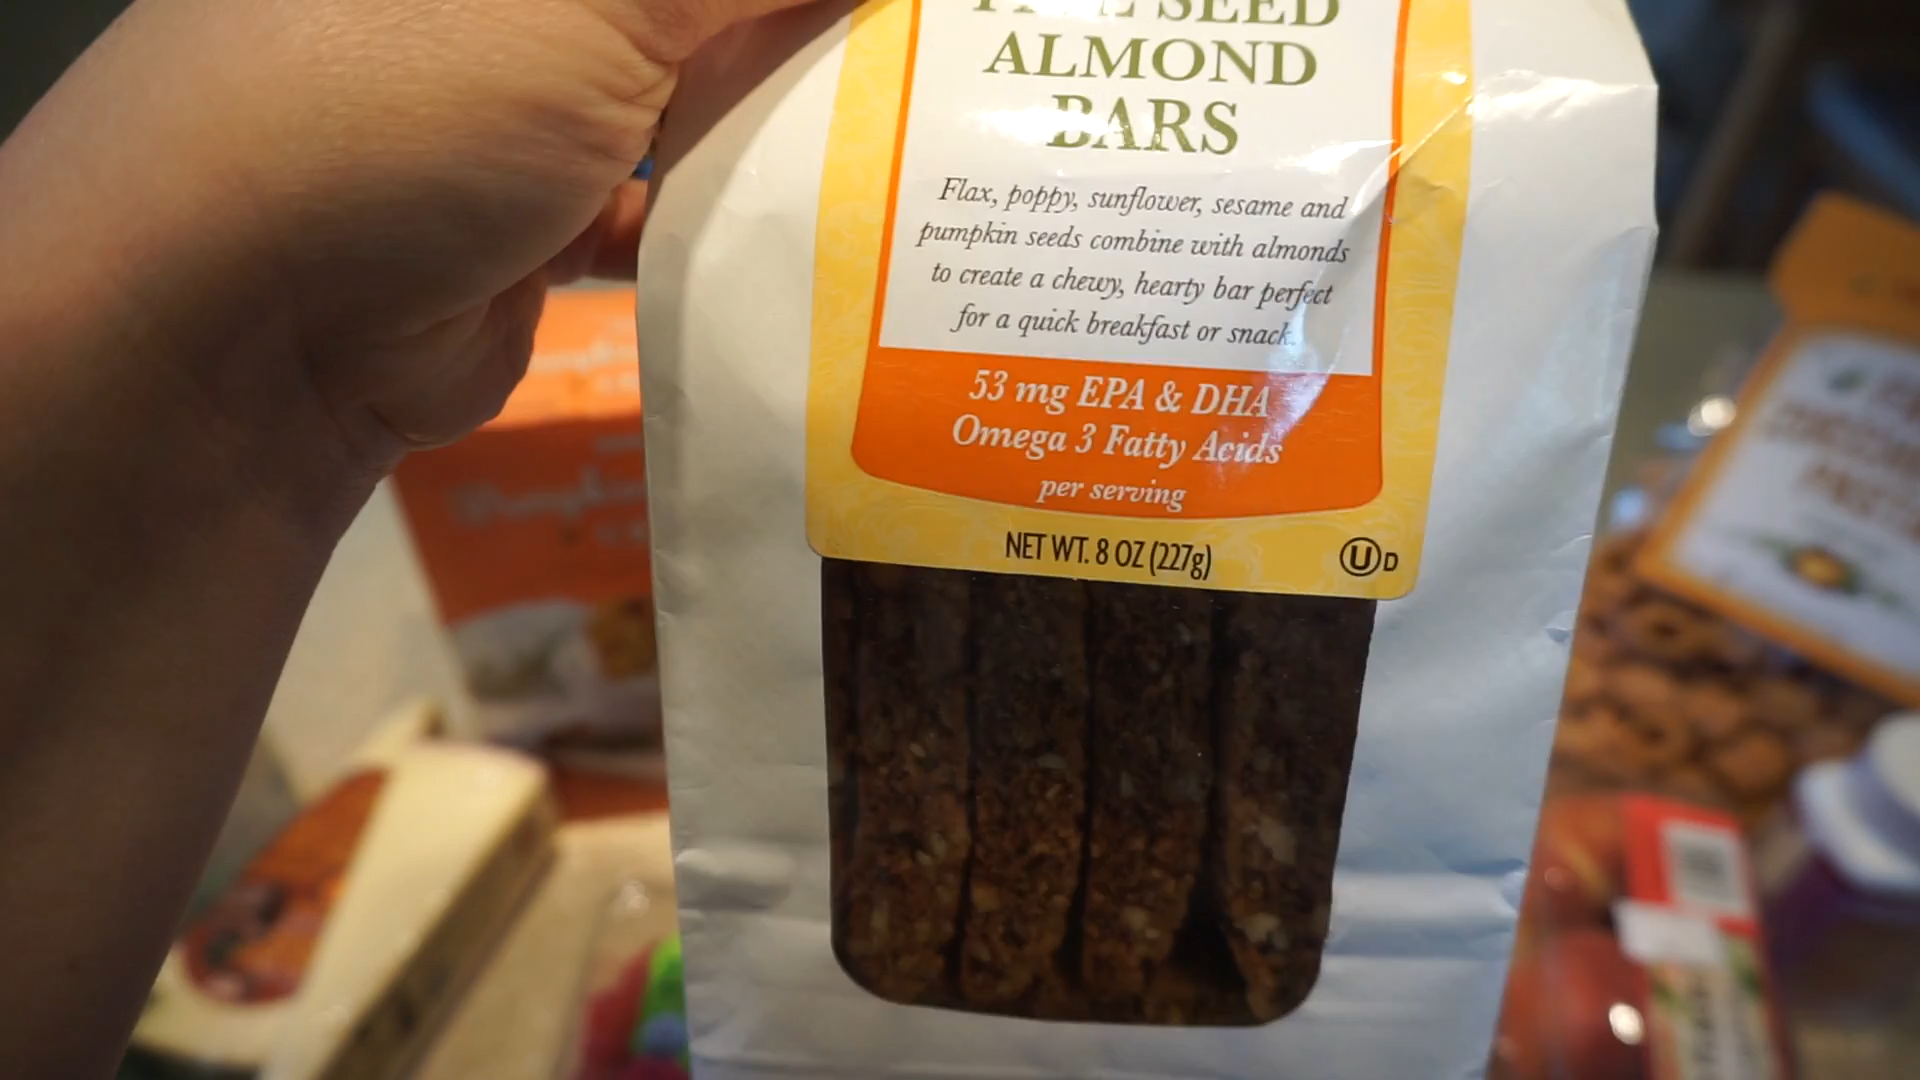 FIVE SEED
ALMOND
BARS
Flax, poppy, sunflower, sesame and
pumpkin seeds combine with almonds
to create a chewy, hearty bar perfect
for a quick breakfast or snack.
53 mg EPA & DHA
Omega 3 Fatty Acids
per serving
NET WT. 8 OZ (227g)
U D